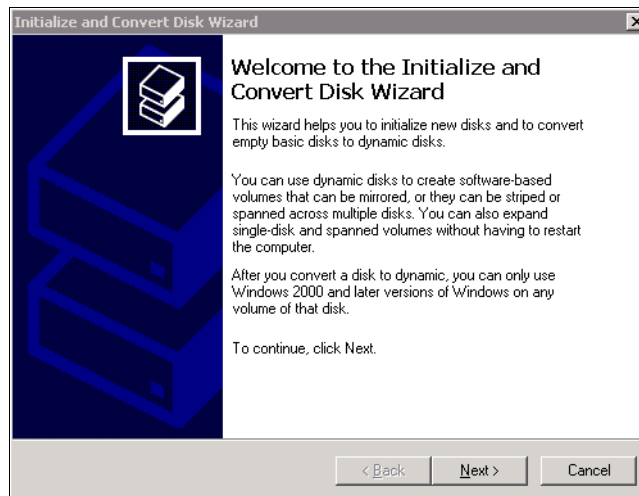 Initialize and Convert Disk Wizard
Welcome to the Initialize and
Convert Disk Wizard
This wizard helps you to initialize new disks and to convert
empty basic disks to dynamic disks.
You can use dynamic disks to create software-based
volumes that can be mirrored, or they can be striped or
spanned across multiple disks. You can also expand
single-disk and spanned volumes without having to restart
the computer.
After you convert a disk to dynamic, you can only use
Windows 2000 and later versions of Windows on any
volume of that disk.
To continue, click Next.
< Back Next > Cancel